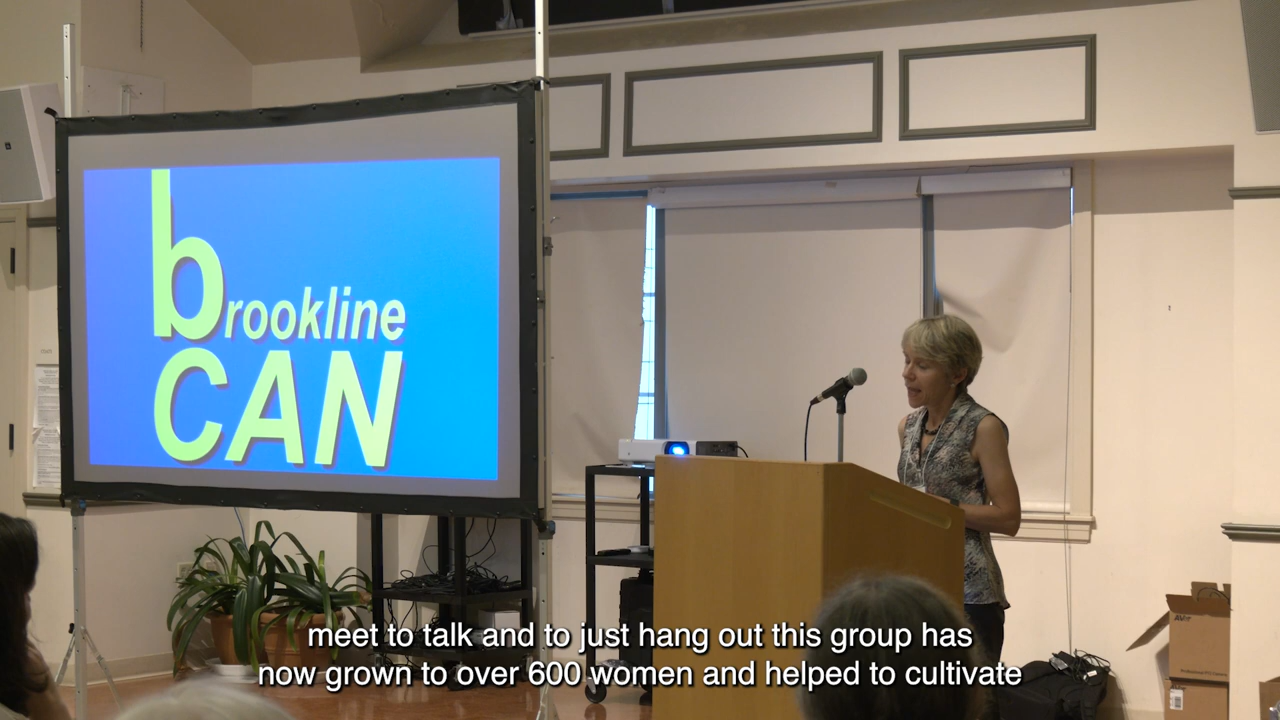 brookline
CAN
meet to talk and to just hang out this group has
now grown to over 600 women and helped to cultivate